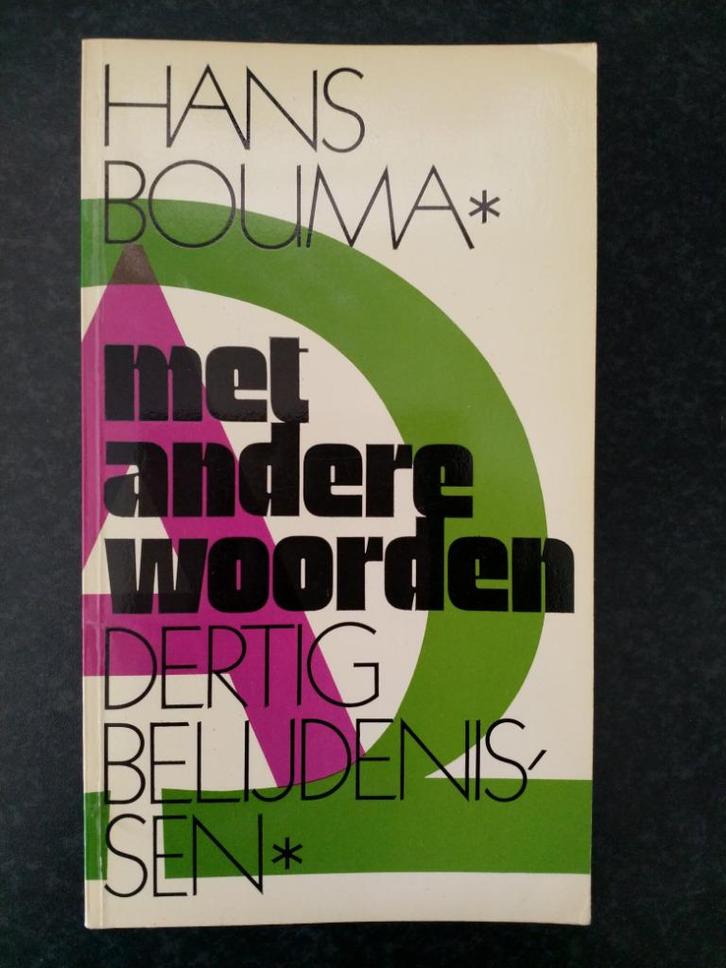 HANS
BOUMA*
met
andere
woorden
DERTIG
BELIJDENIS-
SEN*